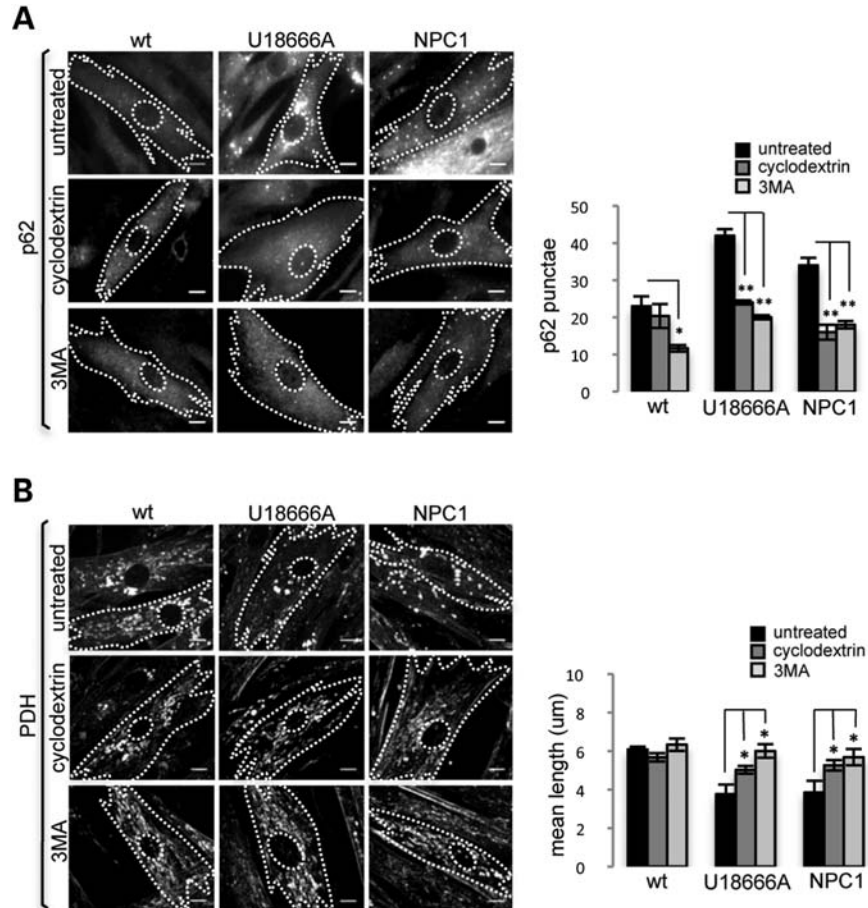 A
wt U18666A NPC1
p62
untreated
cyclodextrin
3MA
untreated
cyclodextrin
3MA
p62 punctae
50
40
30
20
10
0
*
** **
** **
wt U18666A NPC1
B
wt U18666A NPC1
PDH
untreated
cyclodextrin
3MA
untreated
cyclodextrin
3MA
mean length (um)
10
8
6
4
2
0
* *
* *
wt U18666A NPC1